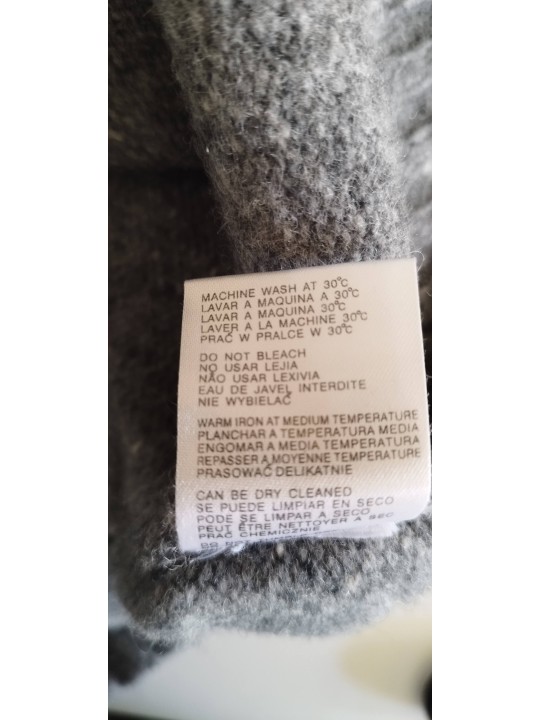 MACHINE WASH AT 30°C
LAVAR A MAQUINA A 30°C
LAVAR A MAQUINA 30°C
LAVER A LA MACHINE 30°C
PRAĆ W PRALCE W 30°C
DO NOT BLEACH
NO USAR LEJIA
NÃO USAR LEXIVIA
EAU DE JAVEL INTERDITE
NIE WYBIELAĆ
WARM IRON AT MEDIUM TEMPERATURE
PLANCHAR A TEMPERATURA MEDIA
ENGOMAR A MEDIA TEMPERATURA
REPASSER A MOYENNE TEMPERATURE
PRASOWAĆ DELIKATNIE
CAN BE DRY CLEANED
SE PUEDE LIMPIAR EN SECO
PODE SE LIMPAR A SECO
PEUT ÊTRE NETTOYER A SEC
PRAĆ CHEMICZNIE